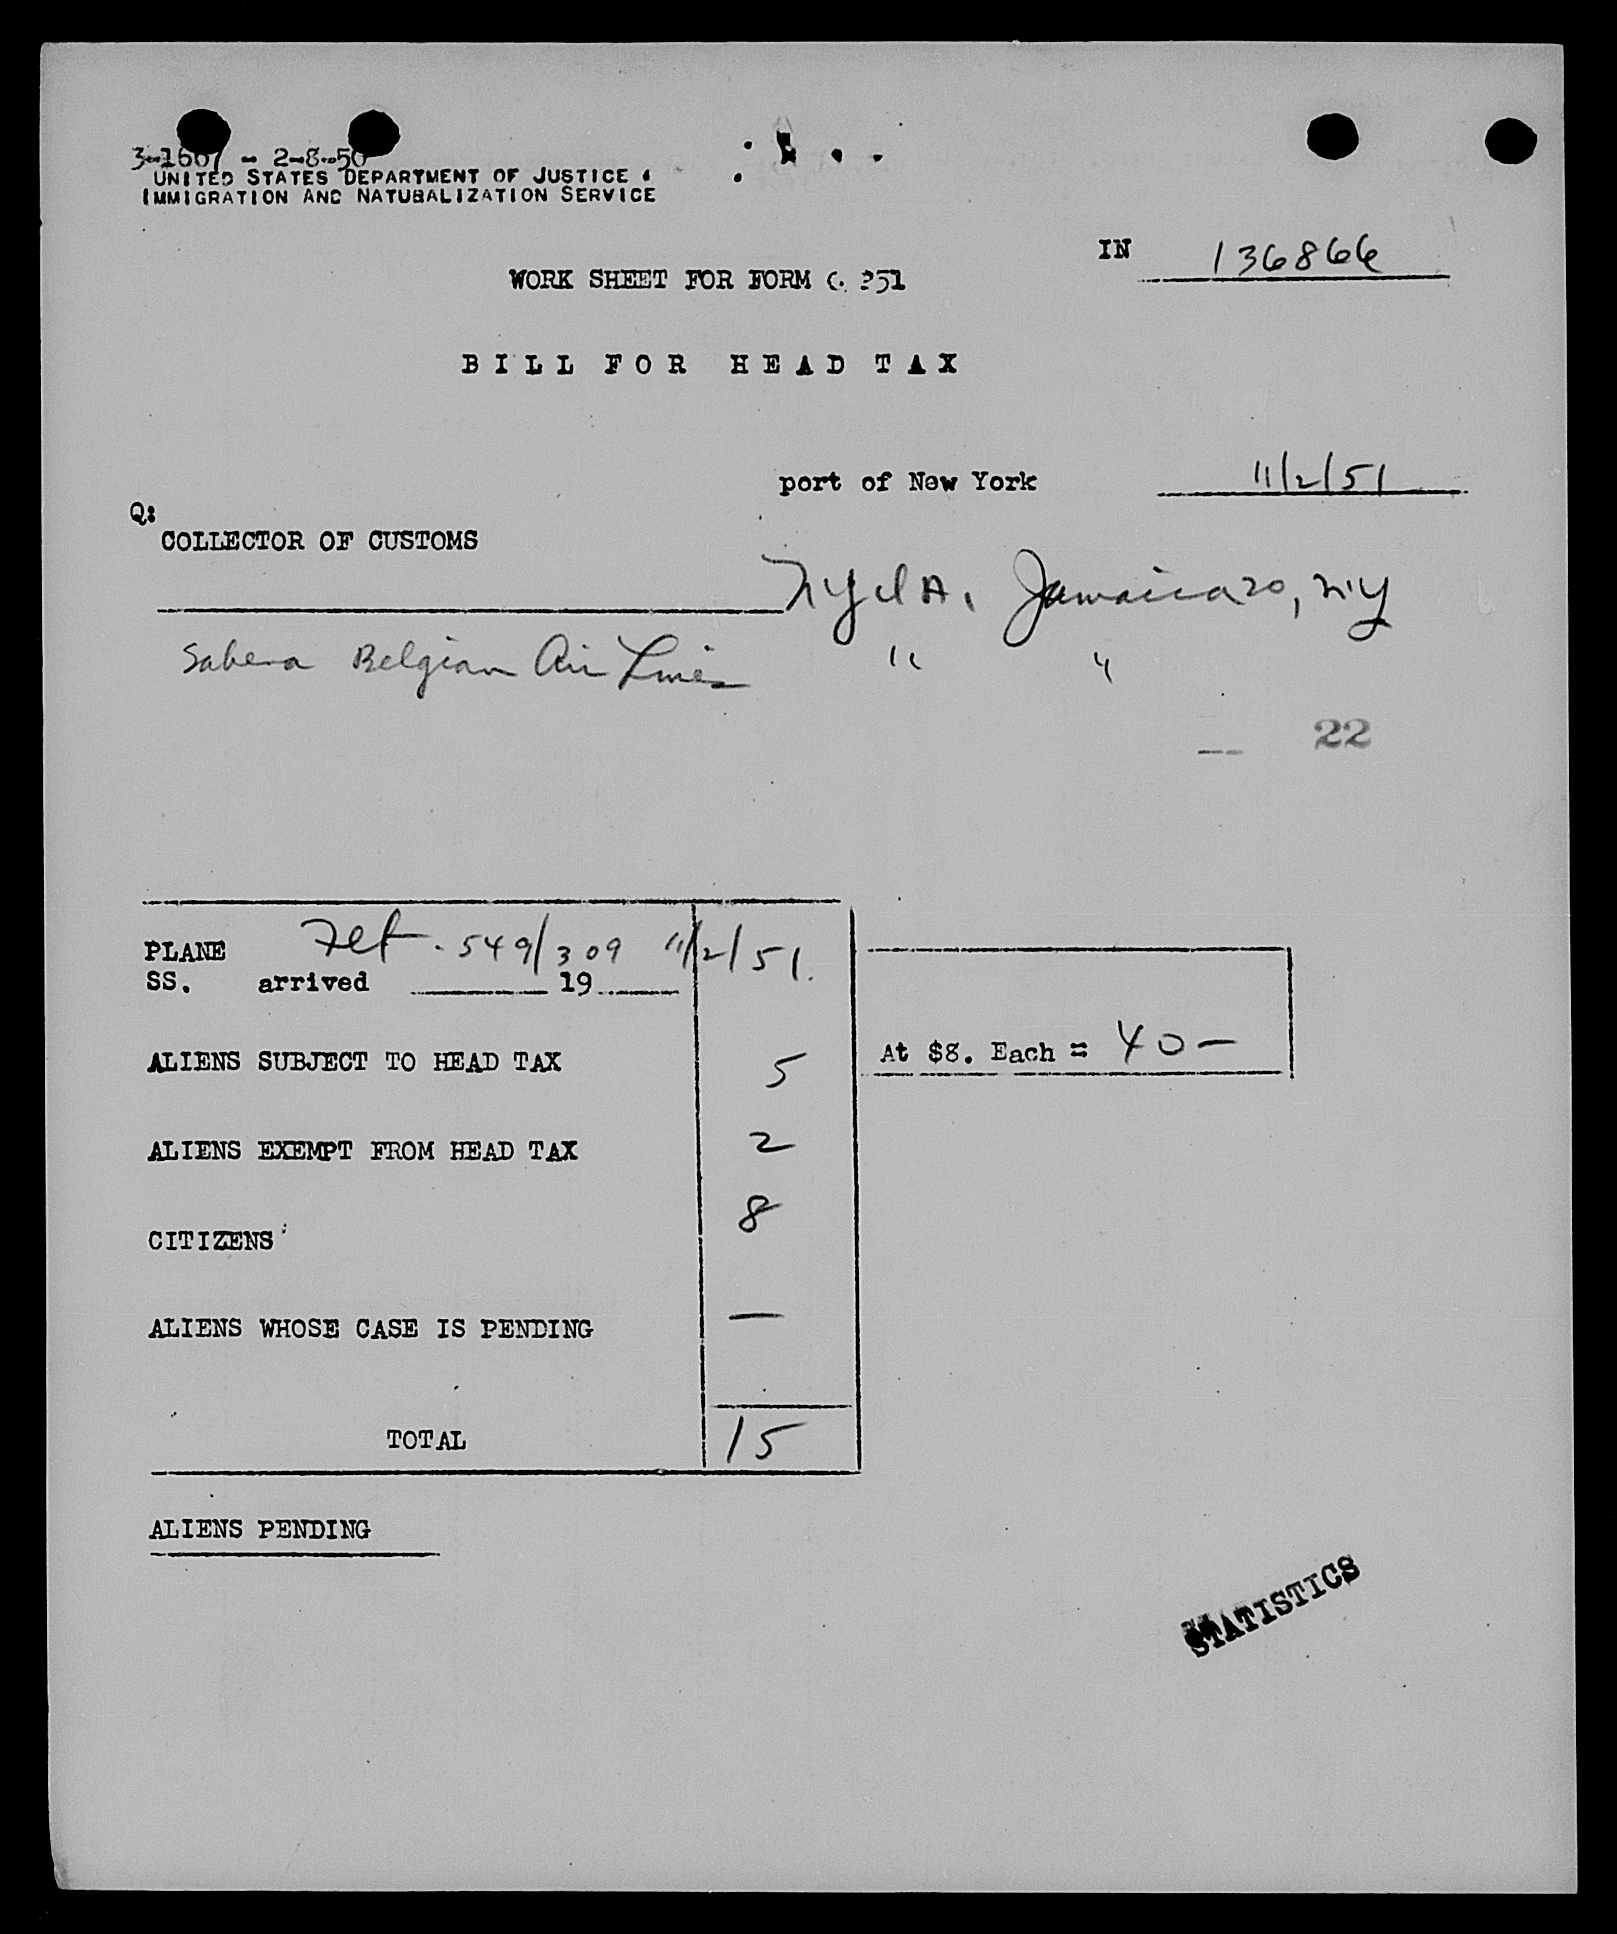 3-1607 - 2-8-50
UNITED STATES DEPARTMENT OF JUSTICE
IMMIGRATION AND NATURALIZATION SERVICE
IN 136866
WORK SHEET FOR FORM 351
BILL FOR HEAD TAX
port of New York 11/2/51
Q:
COLLECTOR OF CUSTOMS
Jamaica 20, N.Y
Sabena Belgian Air Lines " "
22
PLANE 549/309 11/2/51.
SS. arrived 19
ALIENS SUBJECT TO HEAD TAX 5
At $8. Each = 40 —
ALIENS EXEMPT FROM HEAD TAX 2
CITIZENS 8
ALIENS WHOSE CASE IS PENDING —
TOTAL 15
ALIENS PENDING
STATISTICS